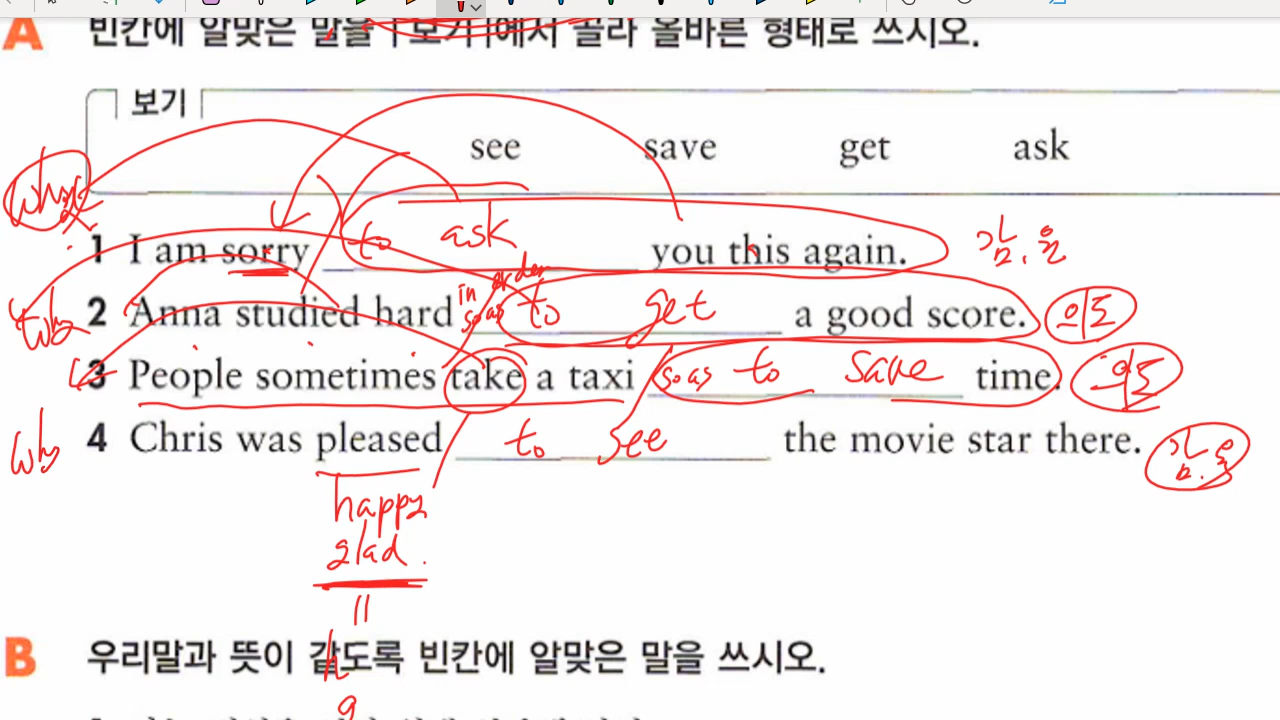 A 빈칸에 알맞은 말을 |보기|에서 골라 올바른 형태로 쓰시오.
보기
see save get ask
why
1 I am sorry to ask you this again. 감.원
in order
so as
why 2 Anna studied hard to get a good score. 의도
3 People sometimes take a taxi so as to save time. 의도
why 4 Chris was pleased to see the movie star there.
happy
glad.
=
h
g
B 우리말과 뜻이 같도록 빈칸에 알맞은 말을 쓰시오.